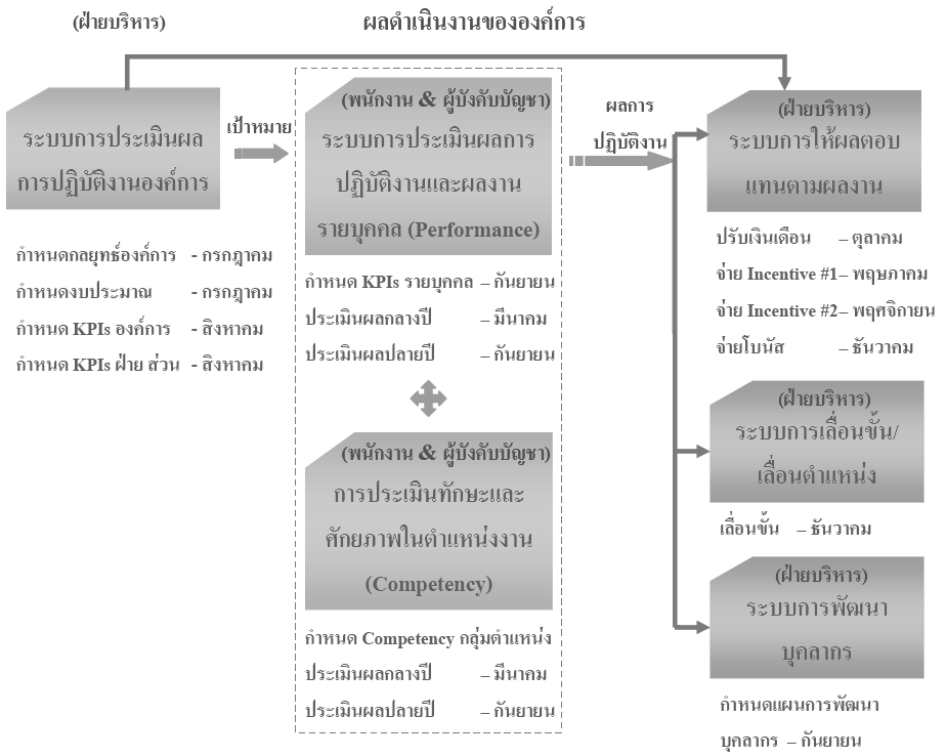 (ฝ่ายบริหาร)
ผลดำเนินงานขององค์การ
ระบบการประเมินผล
การปฏิบัติงานองค์การ
กำหนดกลยุทธ์องค์การ - กรกฎาคม
กำหนดงบประมาณ - กรกฎาคม
กำหนด KPIs องค์การ - สิงหาคม
กำหนด KPIs ฝ่าย ส่วน - สิงหาคม
เป้าหมาย
(พนักงาน & ผู้บังคับบัญชา)
ระบบการประเมินผลการ
ปฏิบัติงานและผลงาน
รายบุคคล (Performance)
กำหนด KPIs รายบุคคล – กันยายน
ประเมินผลกลางปี – มีนาคม
ประเมินผลปลายปี – กันยายน
(พนักงาน & ผู้บังคับบัญชา)
การประเมินทักษะและ
ศักยภาพในตำแหน่งงาน
(Competency)
กำหนด Competency กลุ่มตำแหน่ง
ประเมินผลกลางปี – มีนาคม
ประเมินผลปลายปี – กันยายน
ผลการ
ปฏิบัติงาน
(ฝ่ายบริหาร)
ระบบการให้ผลตอบ
แทนตามผลงาน
ปรับเงินเดือน – ตุลาคม
จ่าย Incentive #1– พฤษภาคม
จ่าย Incentive #2– พฤศจิกายน
จ่ายโบนัส – ธันวาคม
(ฝ่ายบริหาร)
ระบบการเลื่อนขั้น/
เลื่อนตำแหน่ง
เลื่อนขั้น – ธันวาคม
(ฝ่ายบริหาร)
ระบบการพัฒนา
บุคลากร
กำหนดแผนการพัฒนา
บุคลากร – กันยายน